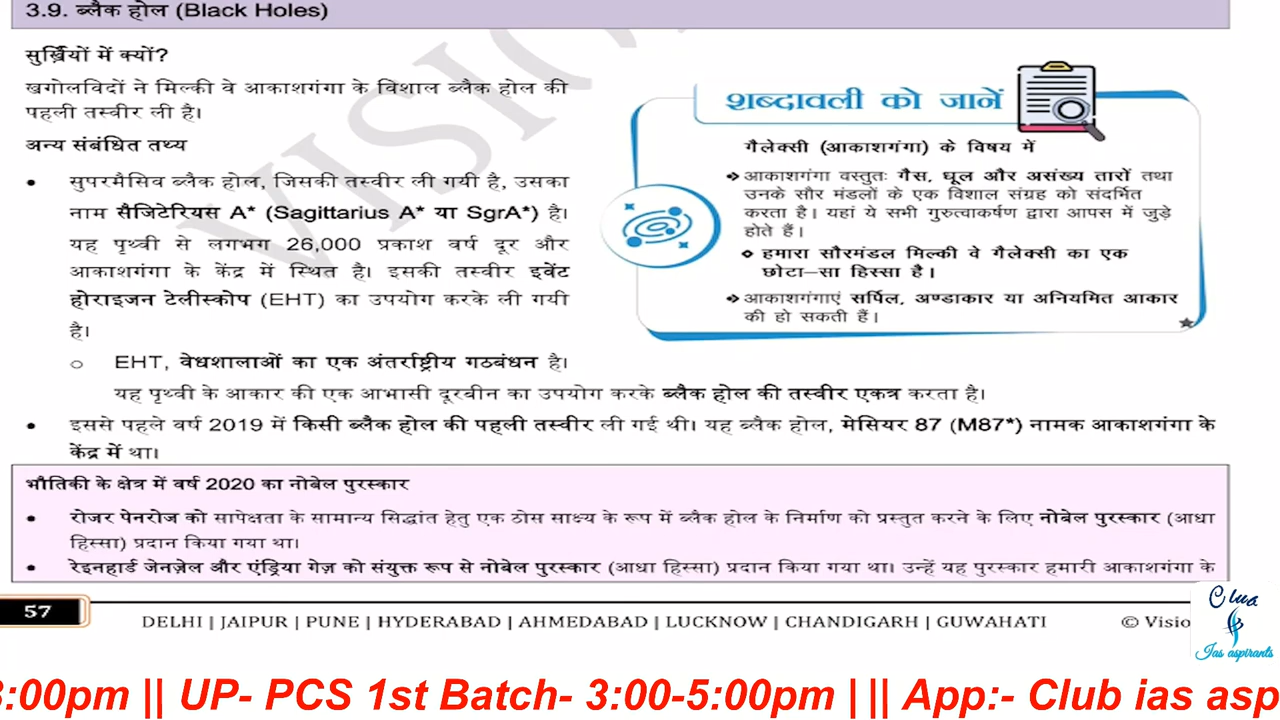 3.9. ब्लैक होल (Black Holes)
सुर्ख़ियों में क्यों?
खगोलविदों ने मिल्की वे आकाशगंगा के विशाल ब्लैक होल की
पहली तस्वीर ली है।
अन्य संबंधित तथ्य
• सुपरमैसिव ब्लैक होल, जिसकी तस्वीर ली गयी है, उसका
नाम सैजिटेरियस A* (Sagittarius A* या SgrA*) है।
यह पृथ्वी से लगभग 26,000 प्रकाश वर्ष दूर और
आकाशगंगा के केंद्र में स्थित है। इसकी तस्वीर इवेंट
होराइजन टेलीस्कोप (EHT) का उपयोग करके ली गयी
है।
शब्दावली को जानें
गैलेक्सी (आकाशगंगा) के विषय में
आकाशगंगा वस्तुतः गैस, धूल और असंख्य तारों तथा
उनके सौर मंडलों के एक विशाल संग्रह को संदर्भित
करता है। यहां ये सभी गुरुत्वाकर्षण द्वारा आपस में जुड़े
होते हैं।
हमारा सौरमंडल मिल्की वे गैलेक्सी का एक
छोटा-सा हिस्सा है।
आकाशगंगाएं सर्पिल, अण्डाकार या अनियमित आकार
की हो सकती हैं।
○ EHT, वेधशालाओं का एक अंतर्राष्ट्रीय गठबंधन है।
यह पृथ्वी के आकार की एक आभासी दूरबीन का उपयोग करके ब्लैक होल की तस्वीर एकत्र करता है।
• इससे पहले वर्ष 2019 में किसी ब्लैक होल की पहली तस्वीर ली गई थी। यह ब्लैक होल, मेसियर 87 (M87*) नामक आकाशगंगा के
केंद्र में था।
भौतिकी के क्षेत्र में वर्ष 2020 का नोबेल पुरस्कार
• रोजर पेनरोज को सापेक्षता के सामान्य सिद्धांत हेतु एक ठोस साक्ष्य के रूप में ब्लैक होल के निर्माण को प्रस्तुत करने के लिए नोबेल पुरस्कार (आधा
हिस्सा) प्रदान किया गया था।
• रेइनहार्ड जेनज़ेल और एंड्रिया गेज़ को संयुक्त रूप से नोबेल पुरस्कार (आधा हिस्सा) प्रदान किया गया था। उन्हें यह पुरस्कार हमारी आकाशगंगा के
57
DELHI | JAIPUR | PUNE | HYDERABAD | AHMEDABAD | LUCKNOW | CHANDIGARH | GUWAHATI
© Visio
Club
Ias aspirants
3:00pm || UP- PCS 1st Batch- 3:00-5:00pm | || App:- Club ias asp
VISIO